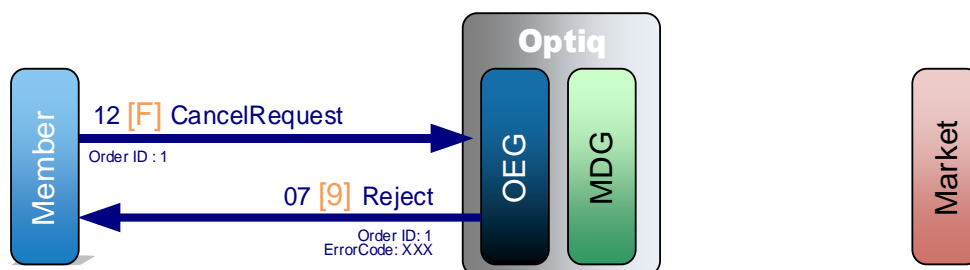 Optiq
Member
12 [F] CancelRequest
Order ID : 1
07 [9] Reject
Order ID: 1
ErrorCode: XXX
OEG
MDG
Market